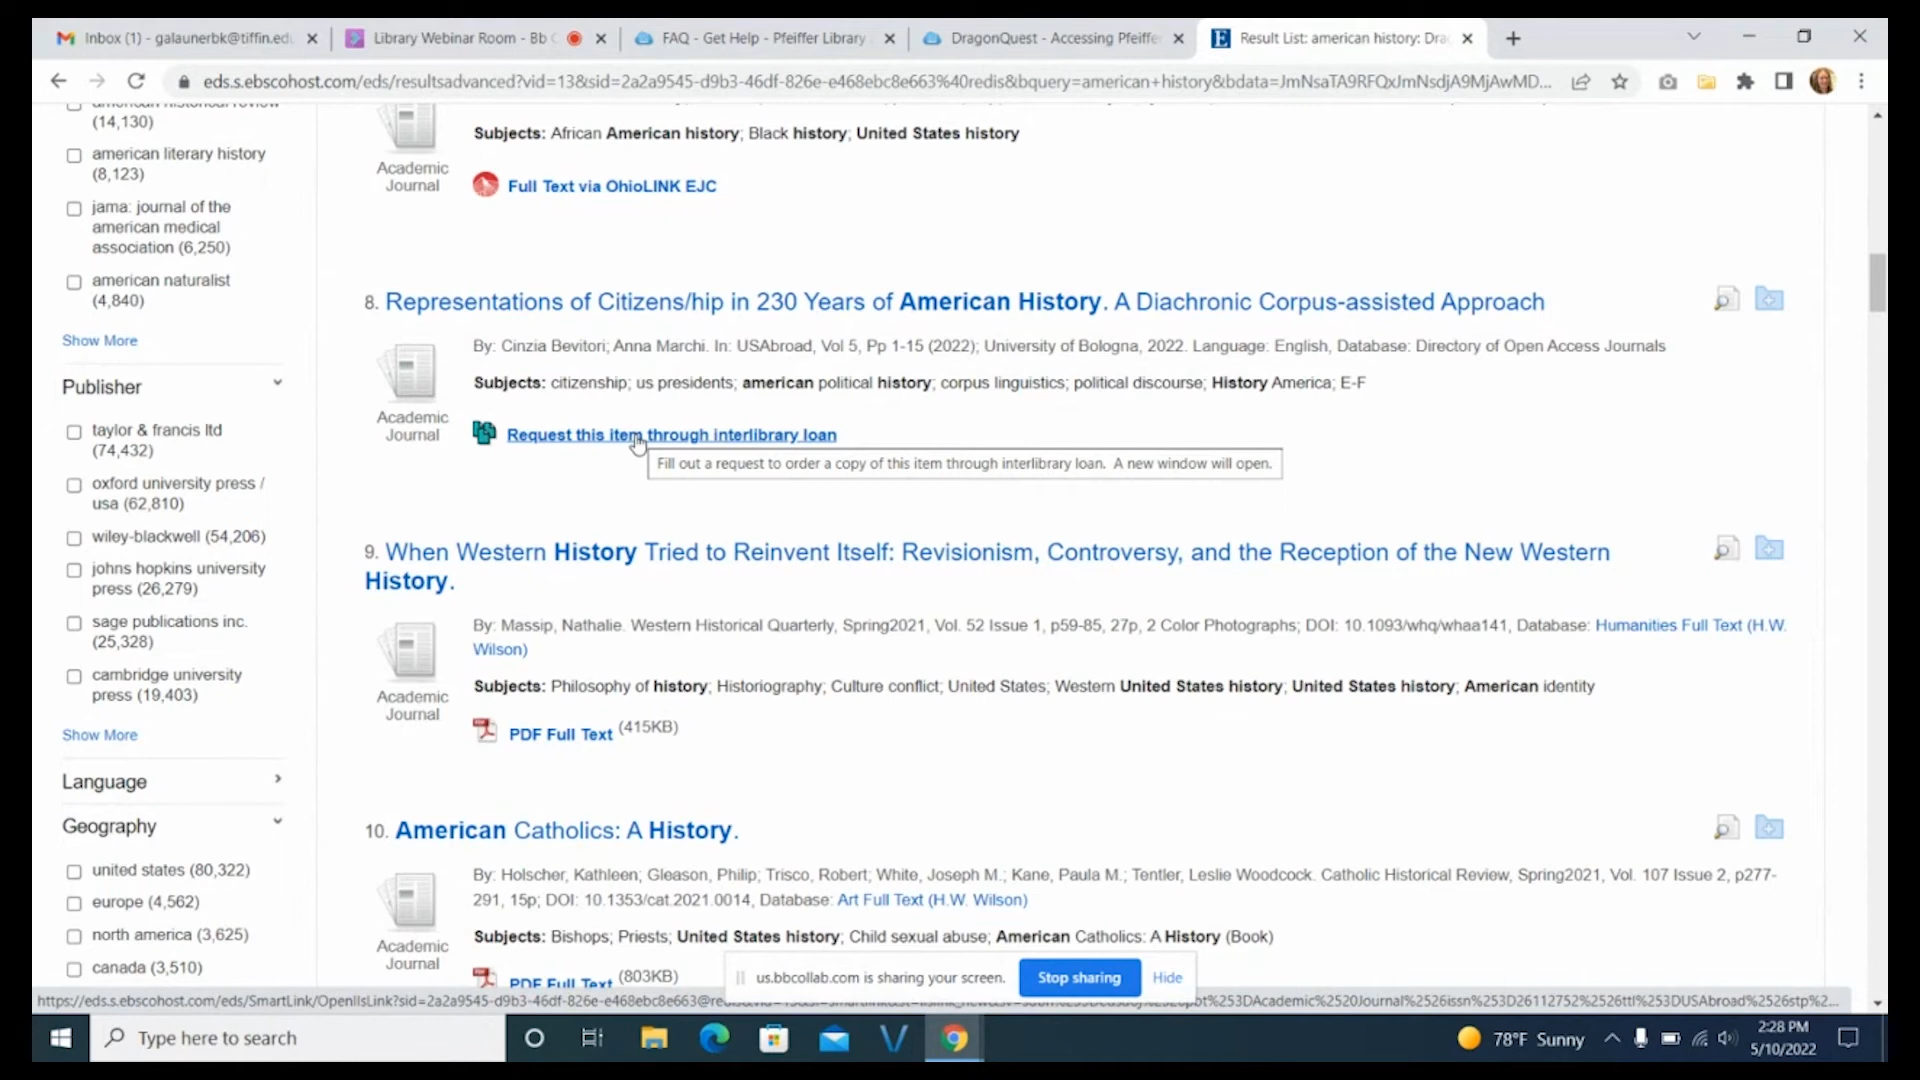 Inbox (1) - galaunerbk@tiffin.edu
Library Webinar Room - Bb C
FAQ - Get Help - Pfeiffer Library
DragonQuest - Accessing Pfeiffe
Result List: american history: Dra
eds.s.ebscohost.com/eds/resultsadvanced?vid=13&sid=2a2a9545-d9b3-46df-826e-e468ebc8e663%40redis&bquery=american+history&bdata=JmNsaTA9RFQxJmNsdjA9MjAwMD...
american historical review
(14,130)
american literary history
(8,123)
jama: journal of the
american medical
association (6,250)
american naturalist
(4,840)
Show More
Publisher
taylor & francis ltd
(74,432)
oxford university press /
usa (62,810)
wiley-blackwell (54,206)
johns hopkins university
press (26,279)
sage publications inc.
(25,328)
cambridge university
press (19,403)
Show More
Language
Geography
united states (80,322)
europe (4,562)
north america (3,625)
canada (3,510)
Academic
Journal
Subjects: African American history; Black history; United States history
Full Text via OhioLINK EJC
8. Representations of Citizens/hip in 230 Years of American History. A Diachronic Corpus-assisted Approach
Academic
Journal
By: Cinzia Bevitori; Anna Marchi. In: USAbroad, Vol 5, Pp 1-15 (2022); University of Bologna, 2022. Language: English, Database: Directory of Open Access Journals
Subjects: citizenship; us presidents; american political history; corpus linguistics; political discourse; History America; E-F
Request this item through interlibrary loan
Fill out a request to order a copy of this item through interlibrary loan. A new window will open.
9. When Western History Tried to Reinvent Itself: Revisionism, Controversy, and the Reception of the New Western
History.
Academic
Journal
By: Massip, Nathalie. Western Historical Quarterly, Spring2021, Vol. 52 Issue 1, p59-85, 27p, 2 Color Photographs; DOI: 10.1093/whq/whaa141, Database: Humanities Full Text (H.W.
Wilson)
Subjects: Philosophy of history; Historiography; Culture conflict; United States; Western United States history; United States history; American identity
PDF Full Text (415KB)
10. American Catholics: A History.
Academic
Journal
By: Holscher, Kathleen; Gleason, Philip; Trisco, Robert; White, Joseph M.; Kane, Paula M.; Tentler, Leslie Woodcock. Catholic Historical Review, Spring2021, Vol. 107 Issue 2, p277-
291, 15p; DOI: 10.1353/cat.2021.0014, Database: Art Full Text (H.W. Wilson)
Subjects: Bishops; Priests; United States history; Child sexual abuse; American Catholics: A History (Book)
PDF Full Text (803KB)
us.bbcollab.com is sharing your screen.
Stop sharing
Hide
Type here to search
78°F Sunny
2:28 PM
5/10/2022